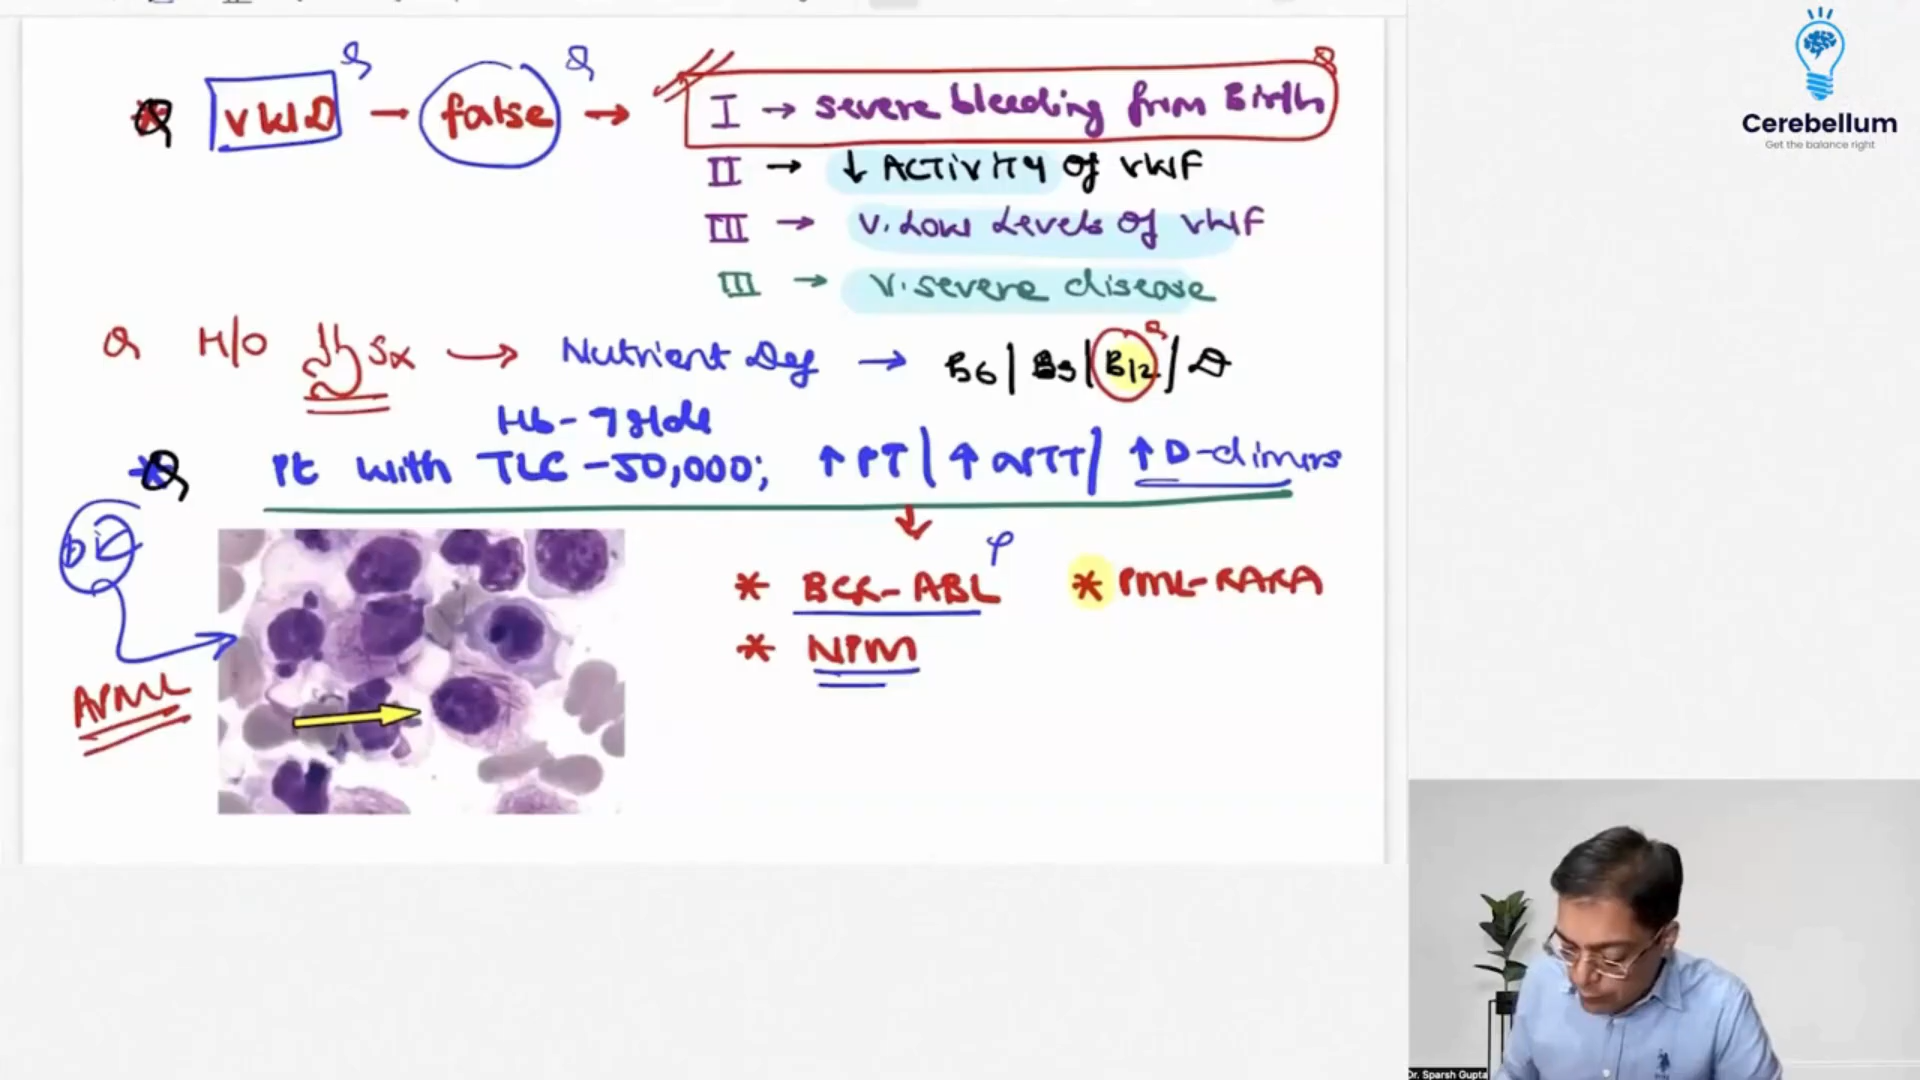 Cerebellum
Get the balance right
Q vWD → false → I → severe bleeding from Birth
II → ↓ ACTIVITY of vWF
III → V. Low Levels of vWF
III → V. severe disease
Q H/O Sx → Nutrient Def → B6 | B9 | B12 | D
Hb - 7 g/dL
Pt with TLC - 50,000; ↑ PT | ↑ aPTT | ↑ D-dimers
* BCR-ABL * PML-RARA
* NPM
APML
Dr. Sparsh Gupta